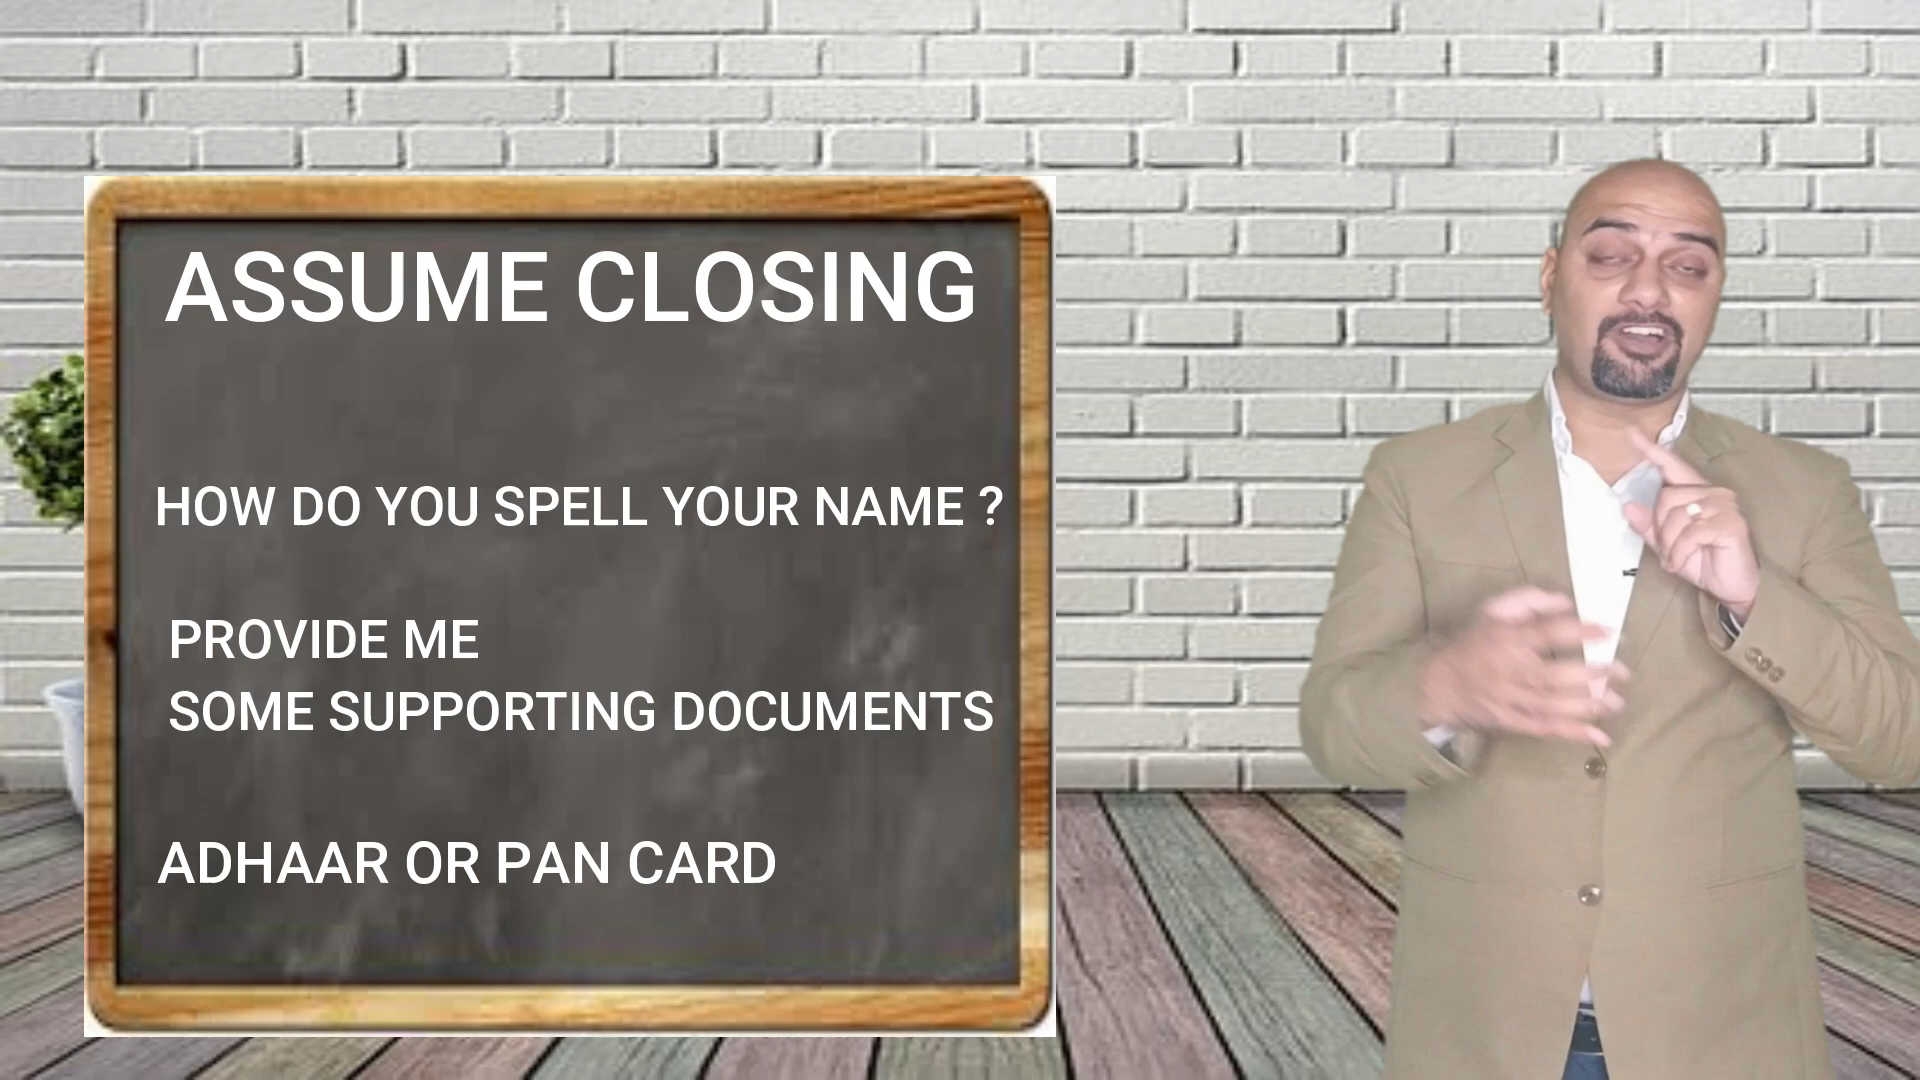 ASSUME CLOSING
HOW DO YOU SPELL YOUR NAME ?
PROVIDE ME
SOME SUPPORTING DOCUMENTS
ADHAAR OR PAN CARD